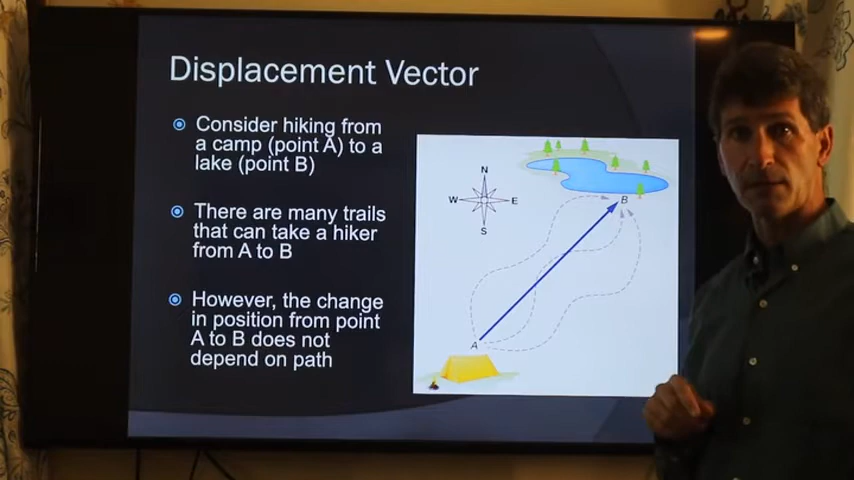 Displacement Vector
Consider hiking from
a camp (point A) to a
lake (point B)
There are many trails
that can take a hiker
from A to B
However, the change
in position from point
A to B does not
depend on path
N
W
E
S
B
A